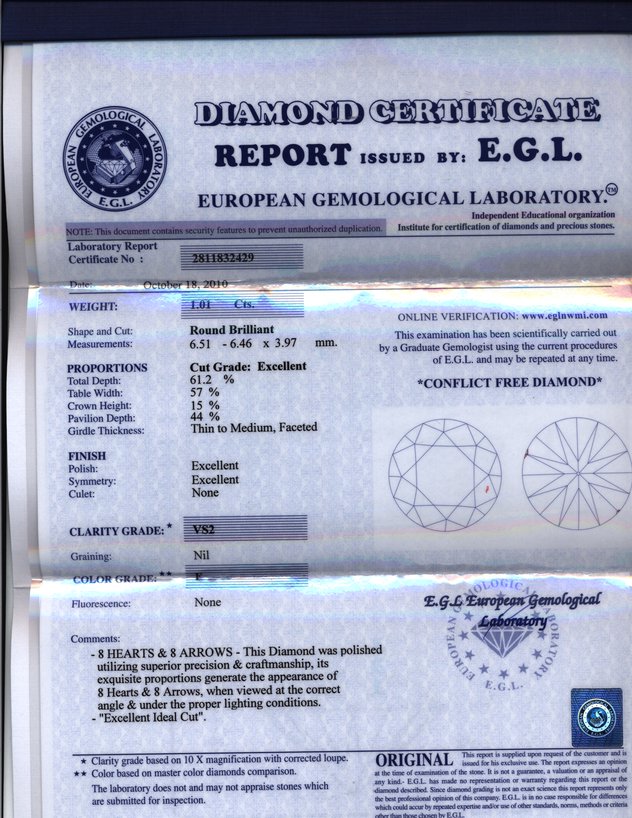 DIAMOND CERTIFICATE
REPORT ISSUED BY: E.G.L.
EUROPEAN GEMOLOGICAL LABORATORY.™
EUROPEAN GEMOLOGICAL LABORATORY
E.G.L.
Independent Educational organization
Institute for certification of diamonds and precious stones.
NOTE: This document contains security features to prevent unauthorized duplication.
Laboratory Report
Certificate No : 2811832429
Date: October 18, 2010
WEIGHT: 1.01 Cts.
Shape and Cut: Round Brilliant
Measurements: 6.51 - 6.46 x 3.97 mm.
PROPORTIONS Cut Grade: Excellent
Total Depth: 61.2 %
Table Width: 57 %
Crown Height: 15 %
Pavilion Depth: 44 %
Girdle Thickness: Thin to Medium, Faceted
FINISH
Polish: Excellent
Symmetry: Excellent
Culet: None
CLARITY GRADE: * VS2
Graining: Nil
COLOR GRADE: **
Fluorescence: None
Comments:
- 8 HEARTS & 8 ARROWS - This Diamond was polished
utilizing superior precision & craftmanship, its
exquisite proportions generate the appearance of
8 Hearts & 8 Arrows, when viewed at the correct
angle & under the proper lighting conditions.
- "Excellent Ideal Cut".
* Clarity grade based on 10 X magnification with corrected loupe.
** Color based on master color diamonds comparison.
The laboratory does not and may not appraise stones which
are submitted for inspection.
ONLINE VERIFICATION: www.eglnwmi.com
This examination has been scientifically carried out
by a Graduate Gemologist using the current procedures
of E.G.L. and may be repeated at any time.
*CONFLICT FREE DIAMOND*
E.G.L European Gemological
Laboratory
EUROPEAN GEMOLOGICAL LABORATORY
E.G.L.
ORIGINAL This report is supplied upon request of the customer and is
issued for his exclusive use. The report expresses an opinion
at the time of examination of the stone. It is not a guarantee, a valuation or an appraisal of
any kind.- E.G.L. has made no representation or warranty regarding this report or the
diamond described. Since diamond grading is not an exact science this report represents only
the best professional opinion of this company. E.G.L. is in no case responsible for differences
which could occur by repeated expertise and/or use of other standards, norms, methods or criteria
other than those chosen by E.G.L.